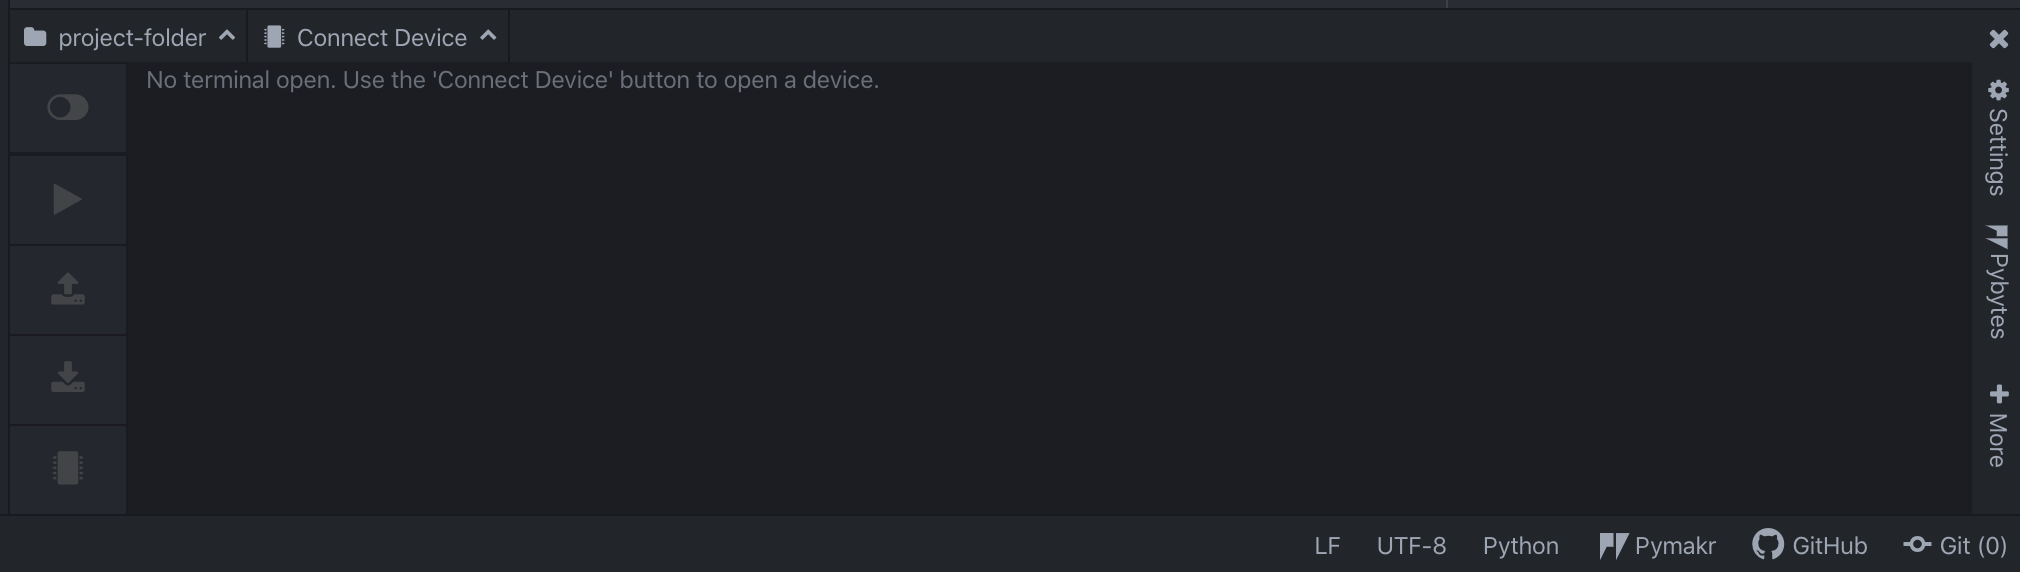 project-folder
Connect Device
No terminal open. Use the 'Connect Device' button to open a device.
Settings
Pybytes
More
LF
UTF-8
Python
Pymakr
GitHub
Git (0)